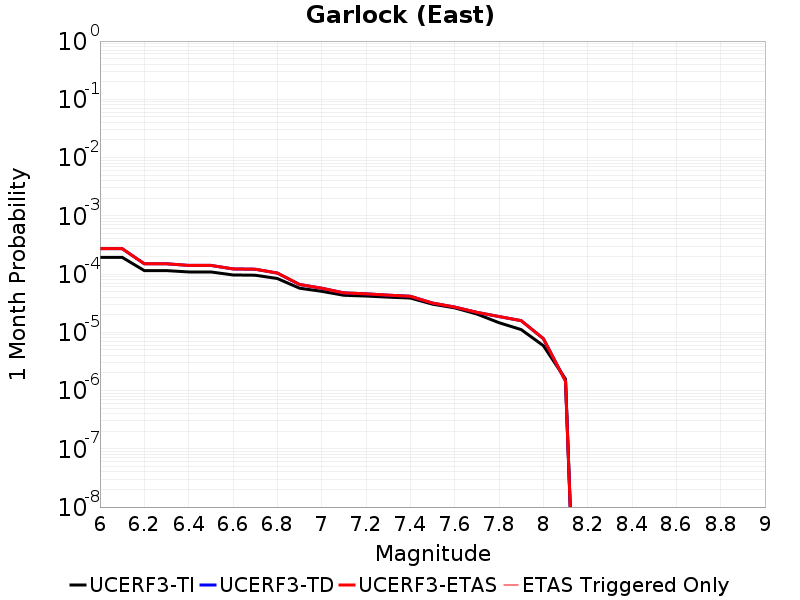 Garlock (East)
1 Month Probability
10^0
10^-1
10^-2
10^-3
10^-4
10^-5
10^-6
10^-7
10^-8
6 6.2 6.4 6.6 6.8 7 7.2 7.4 7.6 7.8 8 8.2 8.4 8.6 8.8 9
Magnitude
UCERF3-TI UCERF3-TD UCERF3-ETAS ETAS Triggered Only